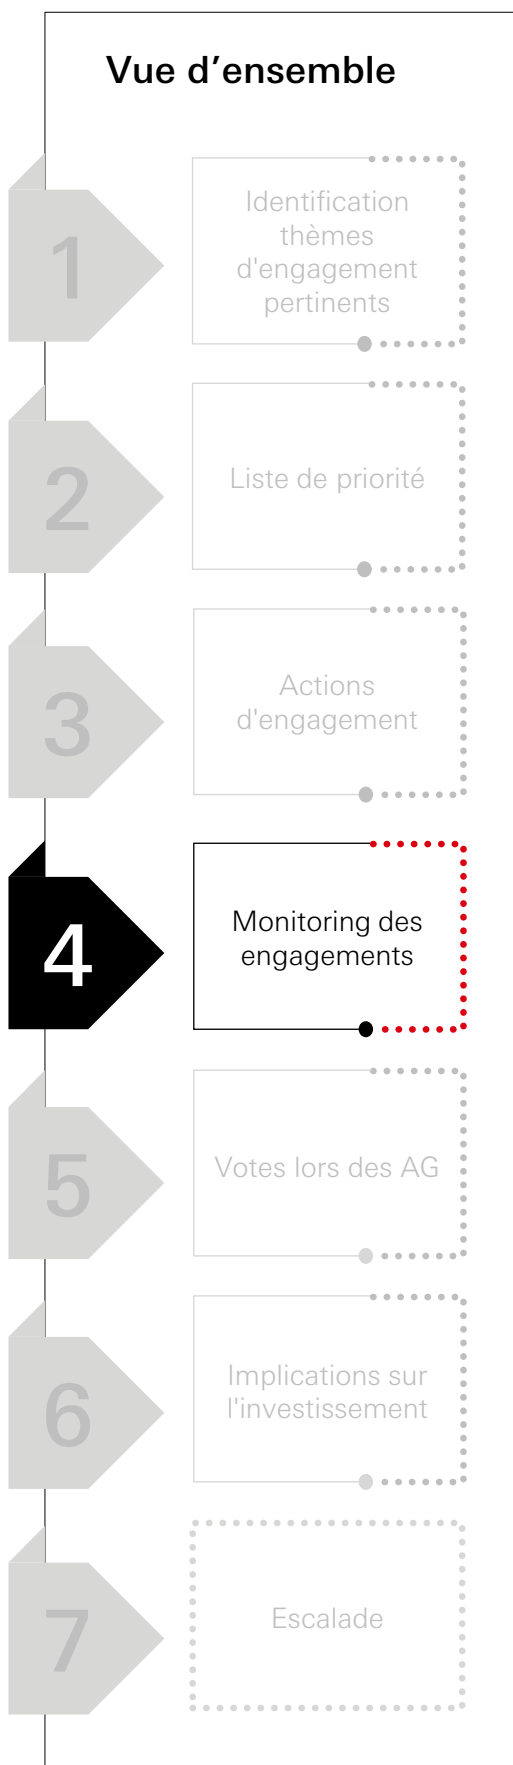 Vue d’ensemble
1
Identification
thèmes
d'engagement
pertinents
2
Liste de priorité
3
Actions
d'engagement
4
Monitoring des
engagements
5
Votes lors des AG
6
Implications sur
l'investissement
7
Escalade